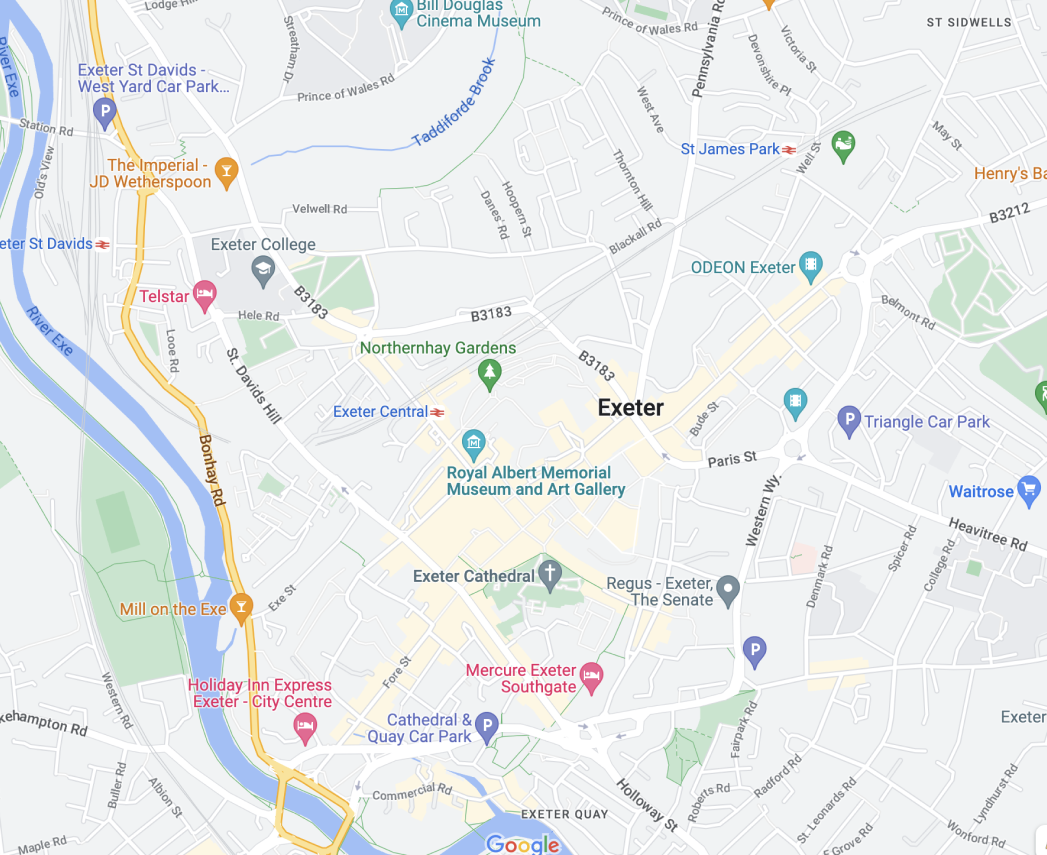 Lodge Hill
Bill Douglas
Cinema Museum
Prince of Wales Rd
Pennsylvania Rd
ST SIDWELLS
Victoria St
Devonshire Pl
Streatham Dr
River Exe
Exeter St Davids -
West Yard Car Park...
Prince of Wales Rd
Taddiforde Brook
West Ave
Station Rd
St James Park
Well St
May St
Old's View
The Imperial -
JD Wetherspoon
Thornton Hill
Henry's Ba
Velwell Rd
Danes' Rd
Hoopern St
Blackall Rd
B3212
eter St Davids
Exeter College
ODEON Exeter
Telstar
B3183
Hele Rd
B3183
Belmont Rd
River Exe
Looe Rd
St. Davids Hill
Northernhay Gardens
B3183
Exeter Central
Exeter
Bude St
Triangle Car Park
Bonhay Rd
Royal Albert Memorial
Museum and Art Gallery
Paris St
Waitrose
Western Wy.
Heavitree Rd
Spicer Rd
College Rd
Denmark Rd
Exeter Cathedral
Regus - Exeter,
The Senate
Exe St
Mill on the Exe
Fore St
Mercure Exeter
Southgate
Western Rd
Holiday Inn Express
Exeter - City Centre
kehampton Rd
Cathedral &
Quay Car Park
Fairpark Rd
Exeter
Buller Rd
Albion St
Commercial Rd
Holloway St
Roberts Rd
Radford Rd
St. Leonards Rd
Lyndhurst Rd
EXETER QUAY
Maple Rd
Google
E Grove Rd
Wonford Rd